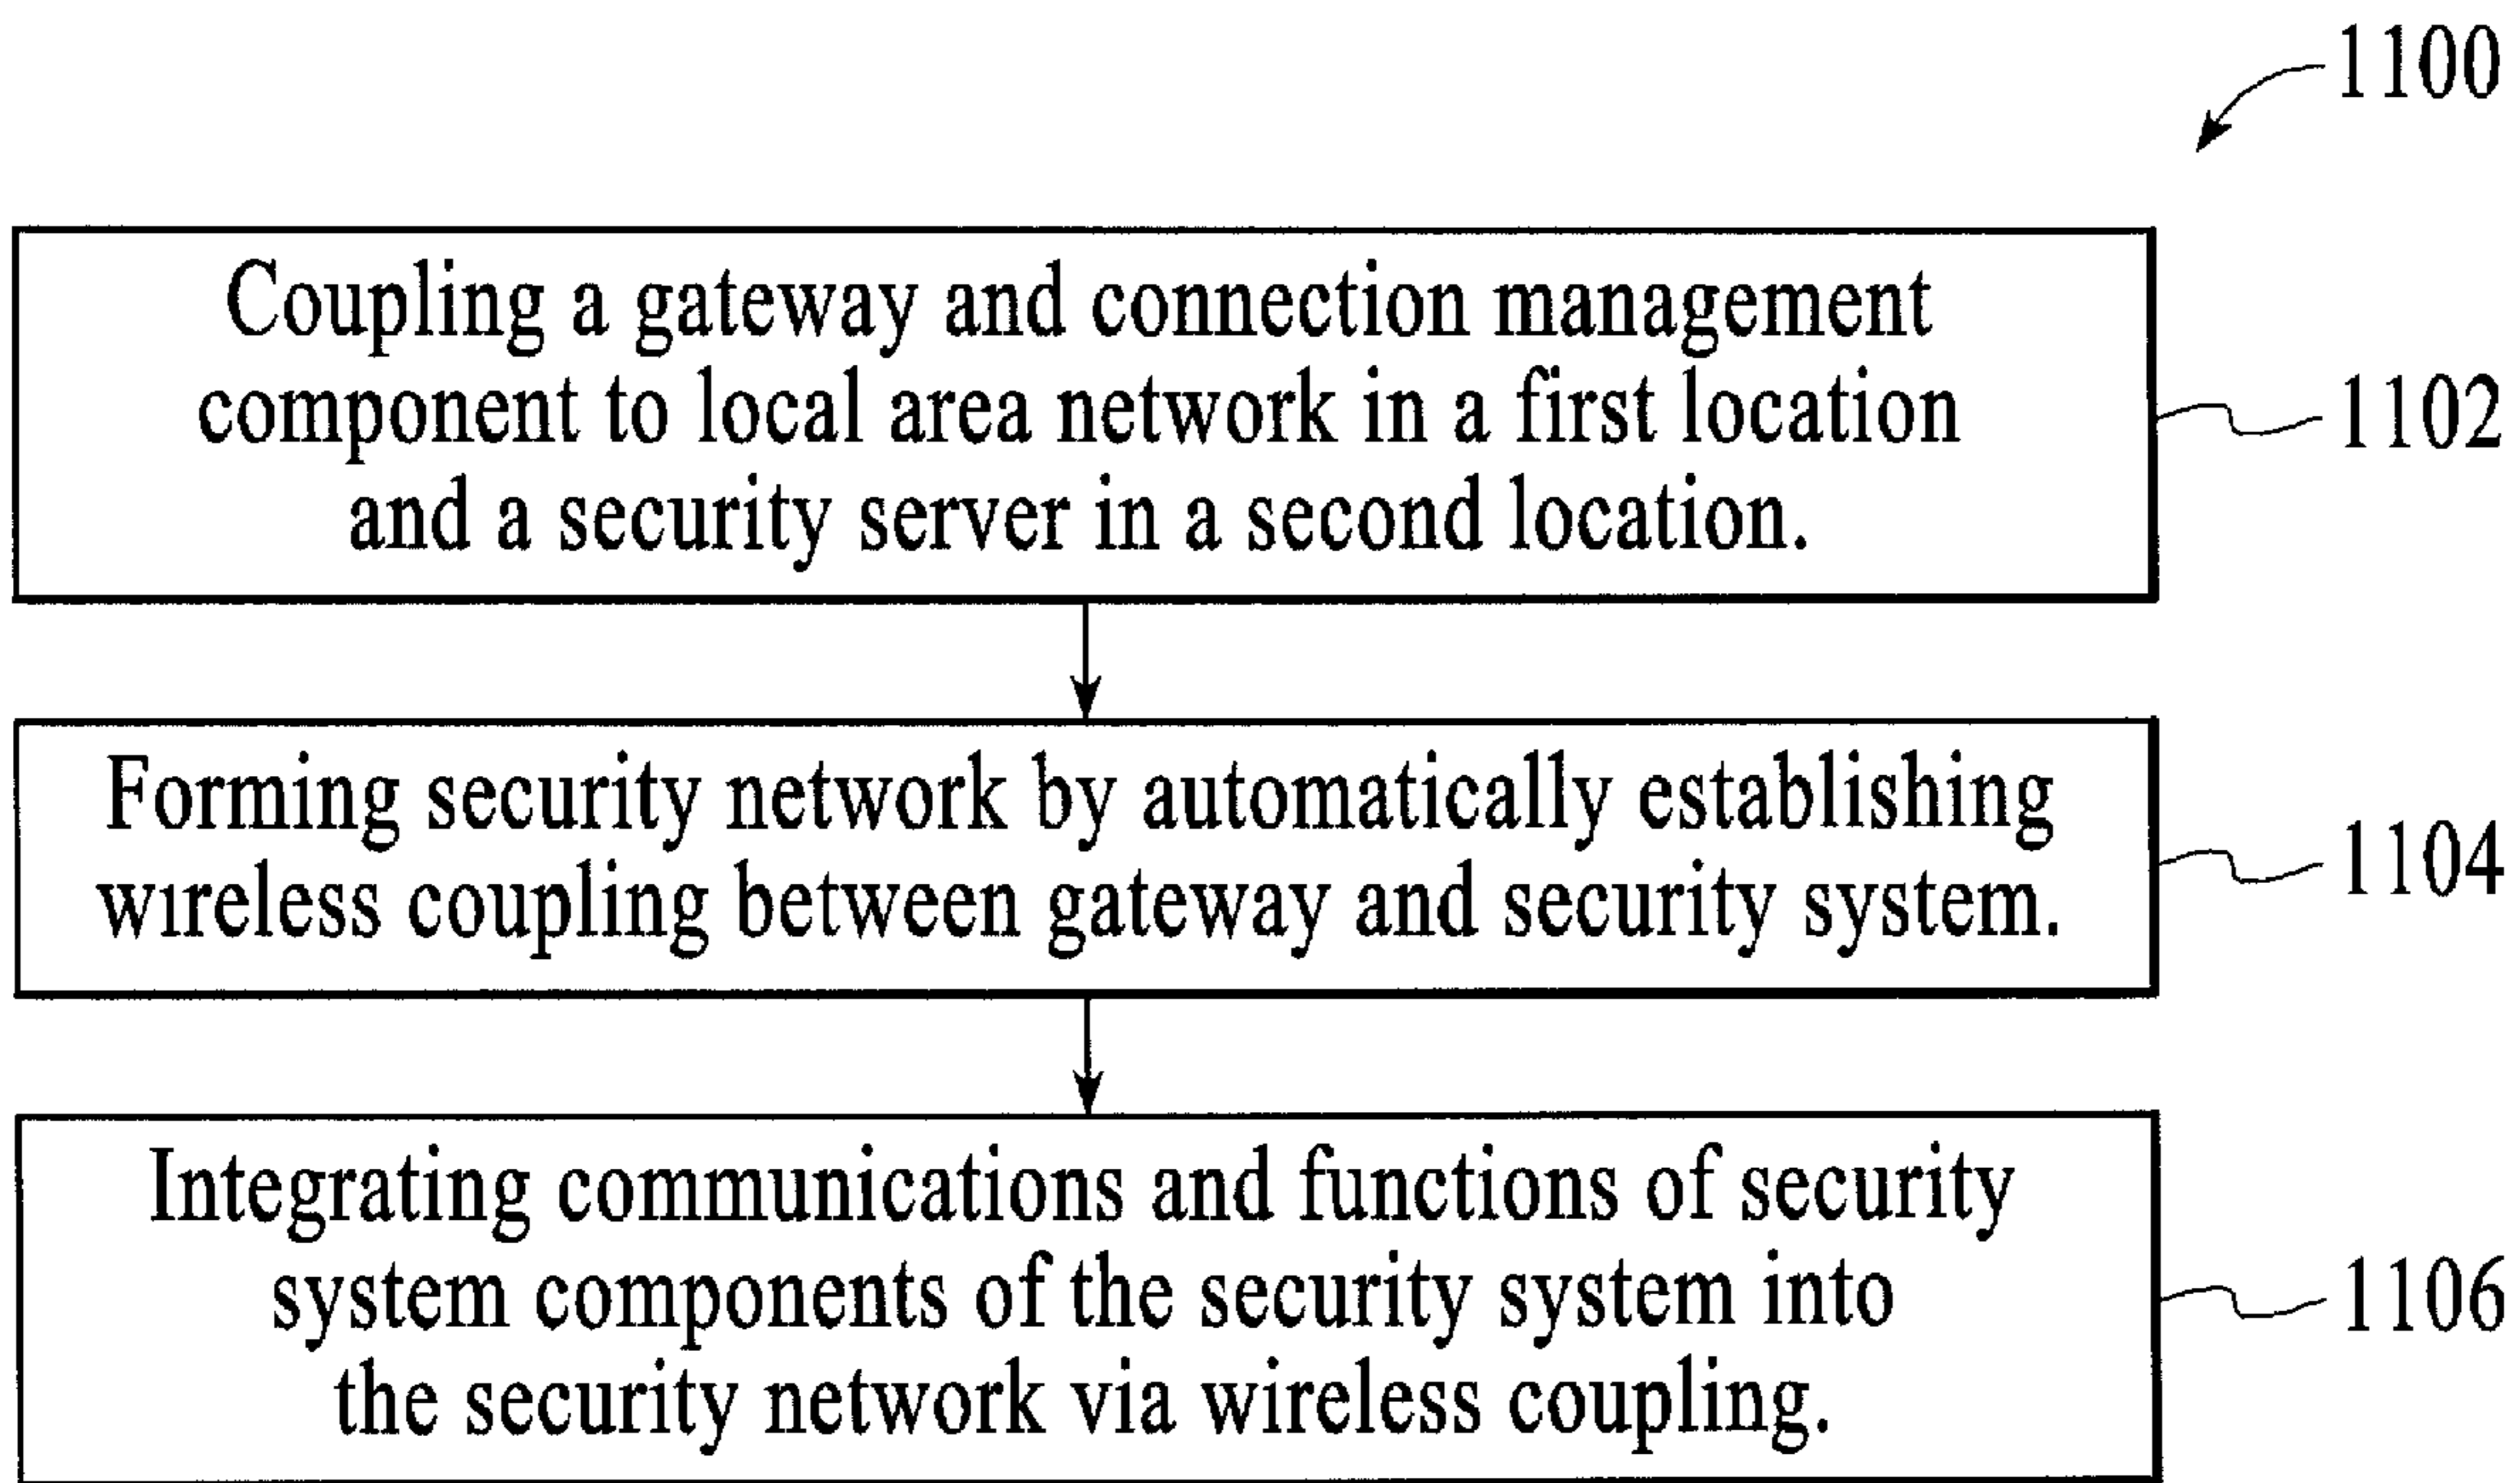 1100
Coupling a gateway and connection management
component to local area network in a first location
and a security server in a second location.
1102
Forming security network by automatically establishing
wireless coupling between gateway and security system.
1104
Integrating communications and functions of security
system components of the security system into
the security network via wireless coupling.
1106